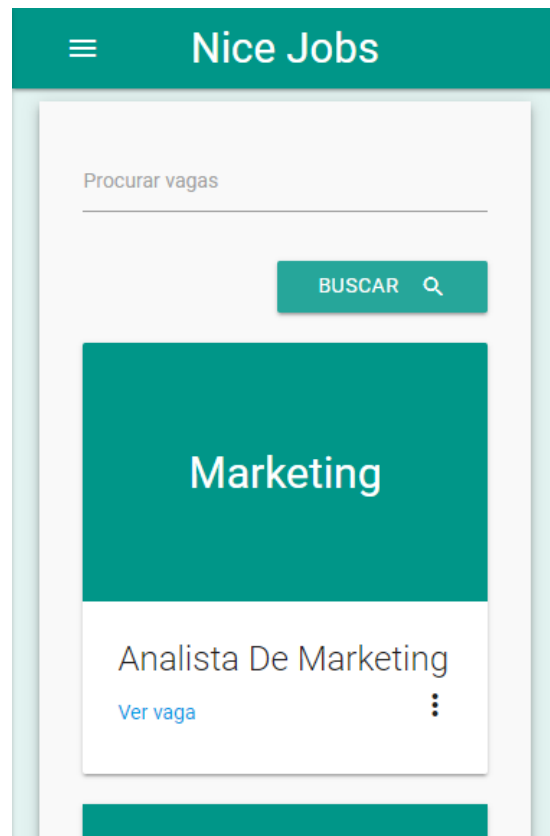 Nice Jobs
Procurar vagas
BUSCAR
Marketing
Analista De Marketing
Ver vaga